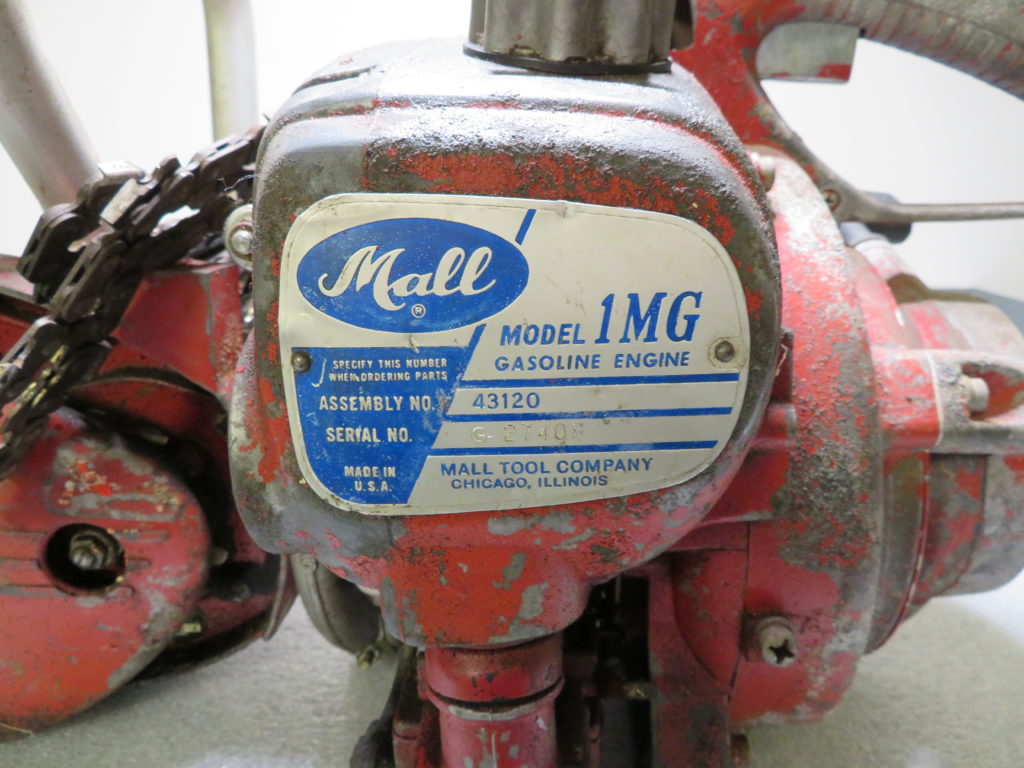 Mall
®
MODEL 1MG
GASOLINE ENGINE
SPECIFY THIS NUMBER
WHEN ORDERING PARTS
ASSEMBLY NO. 43120
SERIAL NO.
MADE IN
U.S.A.
MALL TOOL COMPANY
CHICAGO, ILLINOIS